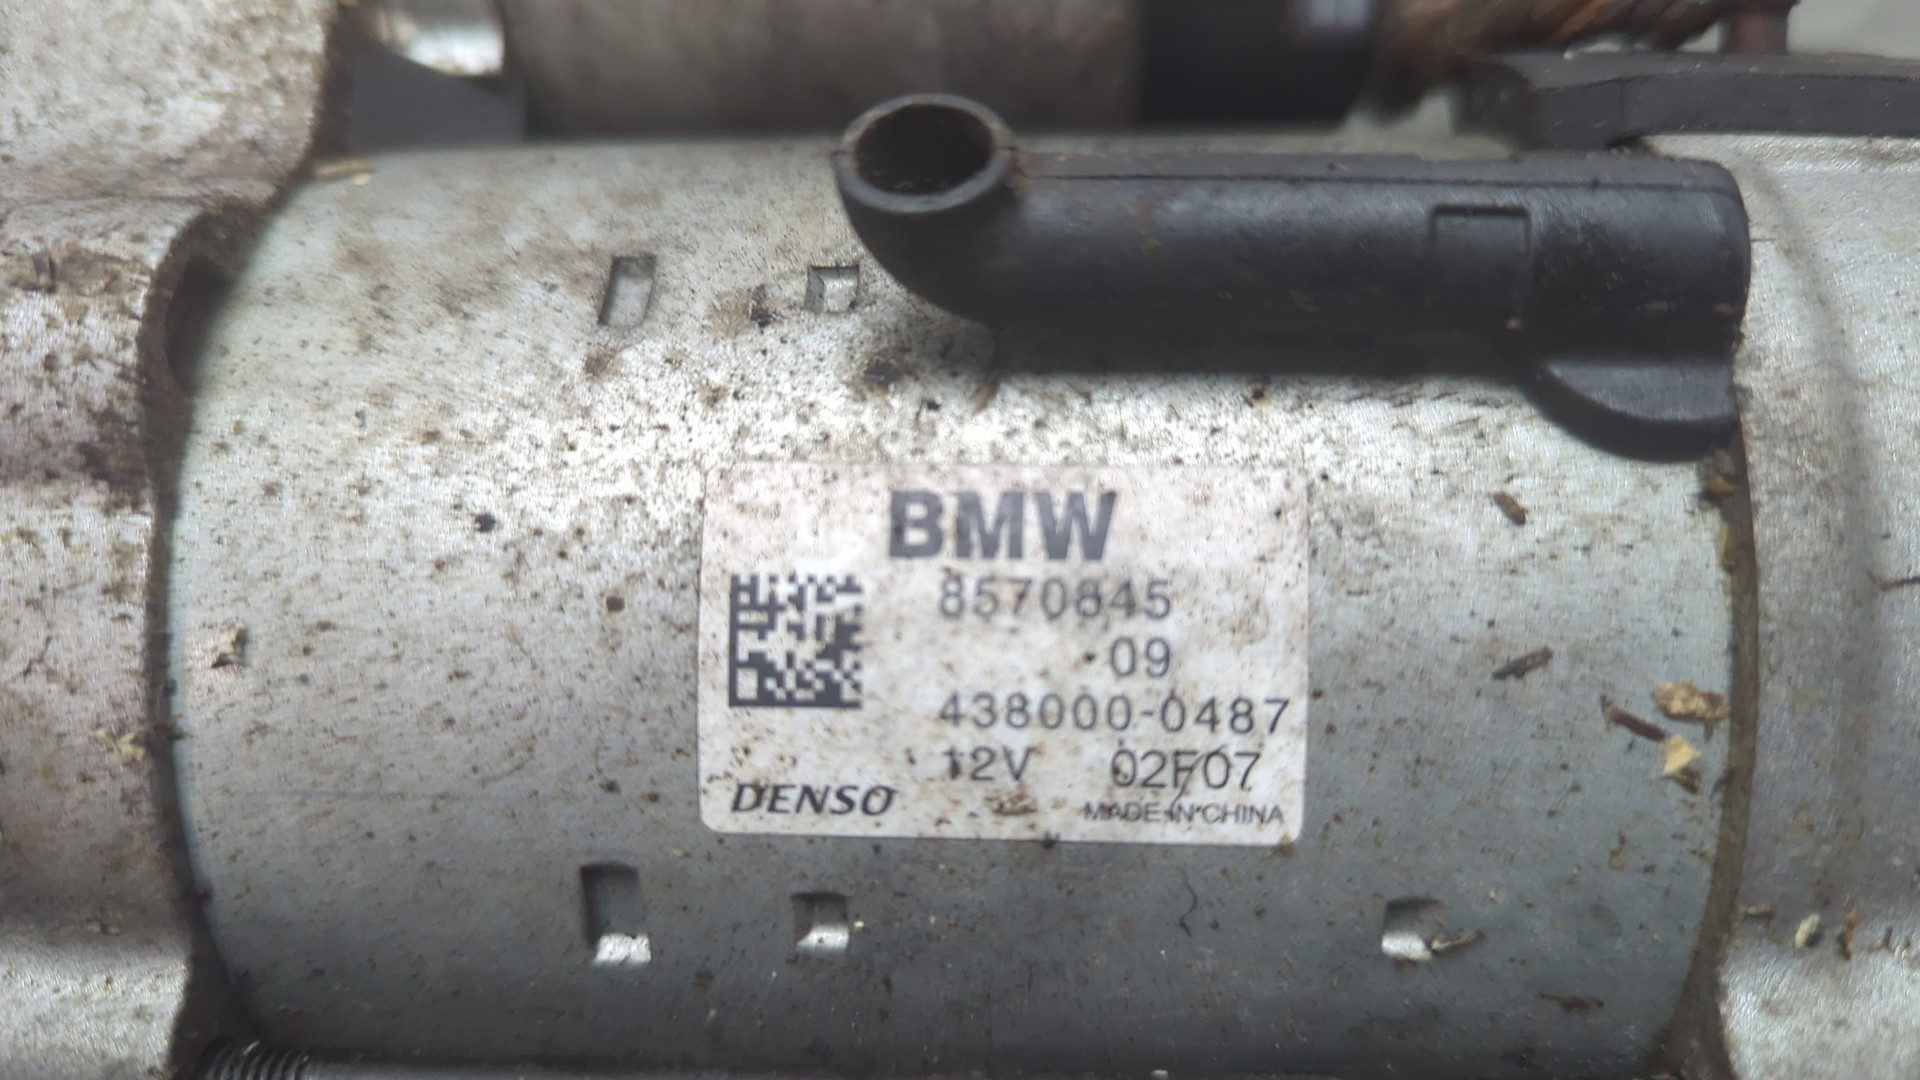 BMW
8570845
09
438000-0487
12V 02F07
DENSO MADE IN CHINA